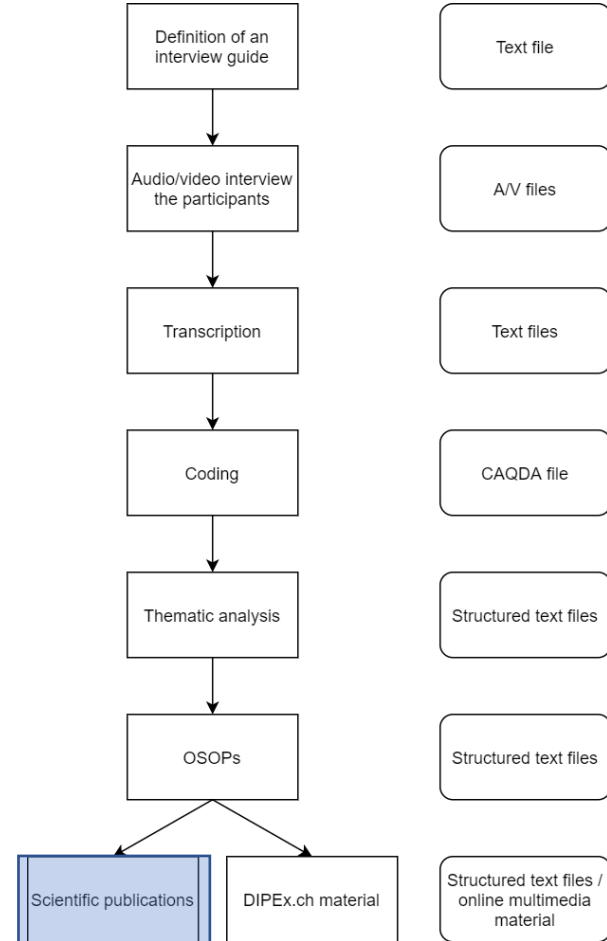 Definition of an
interview guide
Text file
Audio/video interview
the participants
A/V files
Transcription
Text files
Coding
CAQDA file
Thematic analysis
Structured text files
OSOPs
Structured text files
Scientific publications
DIPEx.ch material
Structured text files /
online multimedia
material